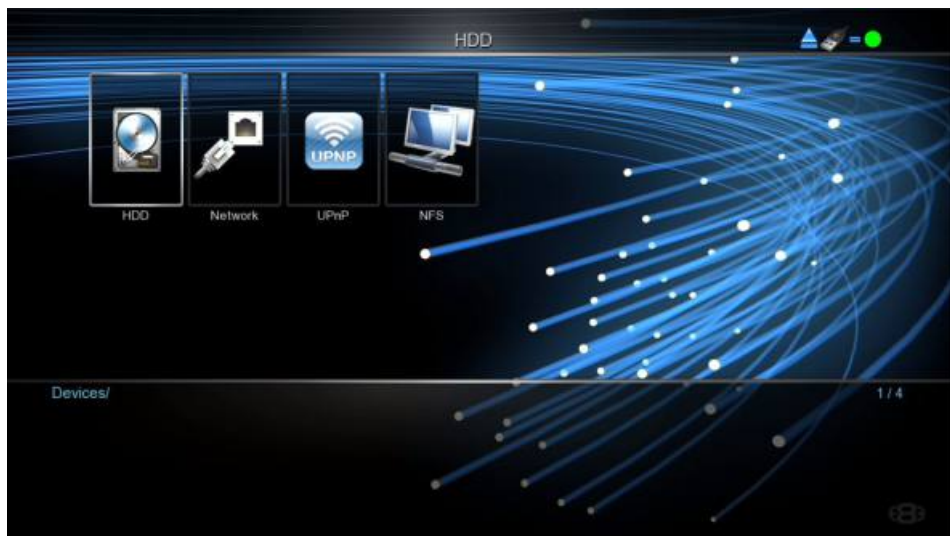 HDD
=
UPNP
HDD Network UPnP NFS
Devices/ 1 / 4